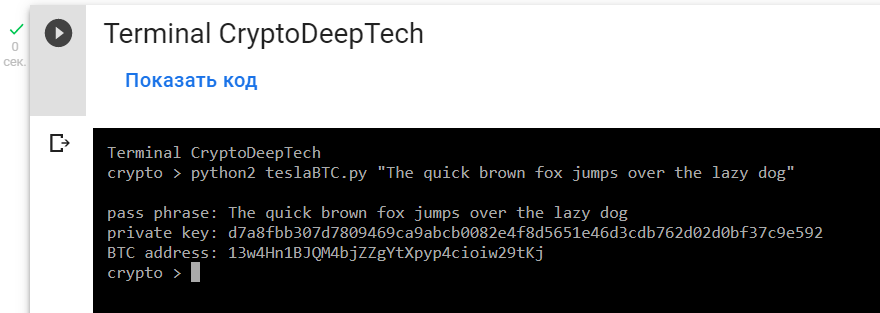 Terminal CryptoDeepTech
0
сек.
Показать код
Terminal CryptoDeepTech
crypto > python2 teslaBTC.py "The quick brown fox jumps over the lazy dog"
pass phrase: The quick brown fox jumps over the lazy dog
private key: d7a8fbb307d7809469ca9abcb0082e4f8d5651e46d3cdb762d02d0bf37c9e592
BTC address: 13w4Hn1BJQM4bjZZgYtXpyp4cioiw29tKj
crypto >